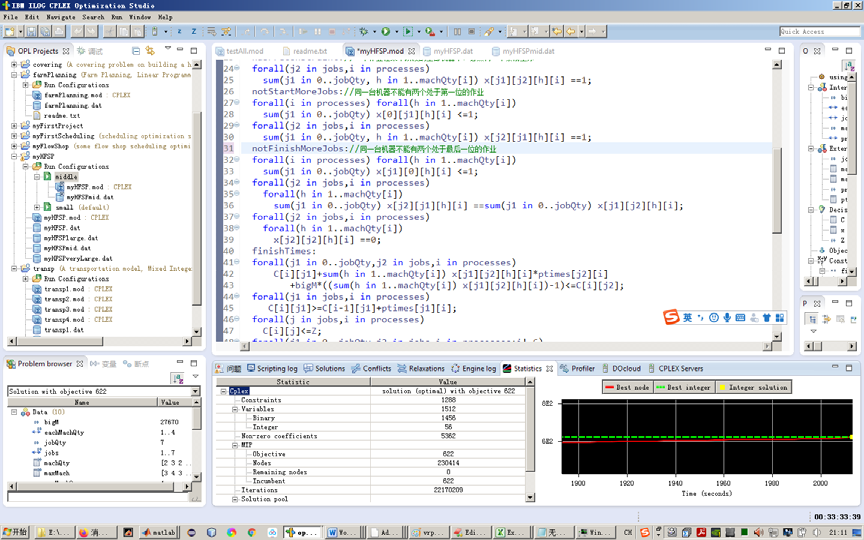 IBM ILOG CPLEX Optimization Studio
File Edit Navigate Search Run Window Help
Quick Access
OPL Projects 调试
covering (A covering problem on building a
farmPlanning (Farm Planning, Linear Programm
Run Configurations
farmPlanning.mod : CPLEX
farmPlanning.dat
readme.txt
myFirstProject
myFirstScheduling (scheduling optimization s
myFlowShop (soma flow shop scheduling optimi
myHFSP
Run Configurations
middle
myHFSP.mod : CPLEX
myHFSPmid.dat
small (default)
myHFSP.mod : CPLEX
myHFSP.dat
myHFSPlarge.dat
myHFSPmid.dat
myHFSPveryLarge.dat
transp (A transportation model, Mixed Intege
Run Configurations
transp1.mod : CPLEX
transp2.mod : CPLEX
transp3.mod : CPLEX
transp4.mod : CPLEX
transp1.dat
testAll.mod readme.txt *myHFSP.mod myHFSP.dat myHFSPmid.dat
24 forall(j2 in jobs,i in processes)
25 sum(j1 in 0..jobQty, h in 1..machQty[i]) x[j1][j2][h][i] ==1;
26 notStartMoreJobs://同一台机器不能有两个处于第一位的作业
27 forall(i in processes) forall(h in 1..machQty[i])
28 sum(j1 in 0..jobQty) x[0][j1][h][i] <=1;
29 forall(j2 in jobs,i in processes)
30 sum(j1 in 0..jobQty, h in 1..machQty[i]) x[j2][j1][h][i] ==1;
31 notFinishMoreJobs://同一台机器不能有两个处于最后一位的作业
32 forall(i in processes) forall(h in 1..machQty[i])
33 sum(j1 in 0..jobQty) x[j1][0][h][i] <=1;
34 forall(j2 in jobs,i in processes)
35 forall(h in 1..machQty[i])
36 sum(j1 in 0..jobQty) x[j2][j1][h][i] ==sum(j1 in 0..jobQty) x[j1][j2][h][i];
37 forall(j2 in jobs,i in processes)
38 forall(h in 1..machQty[i])
39 x[j2][j2][h][i] ==0;
40 finishTimes:
41 forall(j1 in 0..jobQty,j2 in jobs,i in processes)
42 C[i][j1]+sum(h in 1..machQty[i]) x[j1][j2][h][i]*ptimes[j2][i]
43 +bigM*((sum(h in 1..machQty[i]) x[j1][j2][h][i])-1)<=C[i][j2];
44 forall(j1 in jobs,i in processes)
45 C[i][j1]>=C[i-1][j1]+ptimes[j1][i];
46 forall(j in jobs,i in processes)
47 C[i][j]<=Z;
英
Problem browser 变量 断点
Solution with objective 622
Name Value
Data (10)
bigM 27670
eachMachQty 1..4
jobQty 7
jobs 1..7
machQty [2 3 2
maxMach [3 4 3
问题 Scripting log Solutions Conflicts Relaxations Engine log Statistics Profiler DOcloud CPLEX Servers
Statistic Value
Cplex solution (optimal) with objective 622
Constraints 1288
Variables 1512
Binary 1456
Integer 56
Non-zero coefficients 5362
MIP
Objective 622
Nodes 230414
Remaining nodes 0
Incumbent 622
Iterations 22170209
Solution pool
Best node Best integer Integer solution
6E2
6E2
1900 1920 1940 1960 1980 2000
Time (seconds)
00:33:33:39
开始 E:\... 消... matlab op... Wo... Ad... vrp... Edi... Ex... 无... Win... CH 21:11